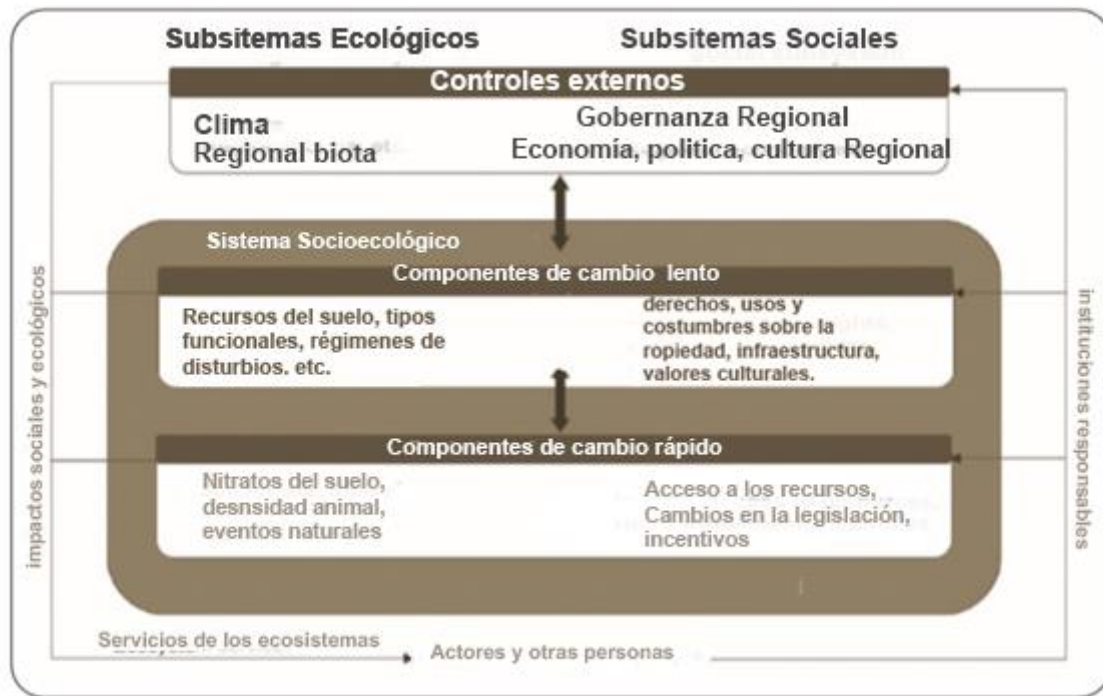 Subsitemas Ecológicos
Subsitemas Sociales
Controles externos
Clima
Regional biota
Gobernanza Regional
Economía, politica, cultura Regional
Sistema Socioecológico
Componentes de cambio lento
Recursos del suelo, tipos
funcionales, régimenes de
disturbios. etc.
derechos, usos y
costumbres sobre la
ropiedad, infraestructura,
valores culturales.
Componentes de cambio rápido
Nitratos del suelo,
desnsidad animal,
eventos naturales
Acceso a los recursos,
Cambios en la legislación,
incentivos
impactos sociales y ecológicos
instituciones responsables
Servicios de los ecosistemas
Actores y otras personas